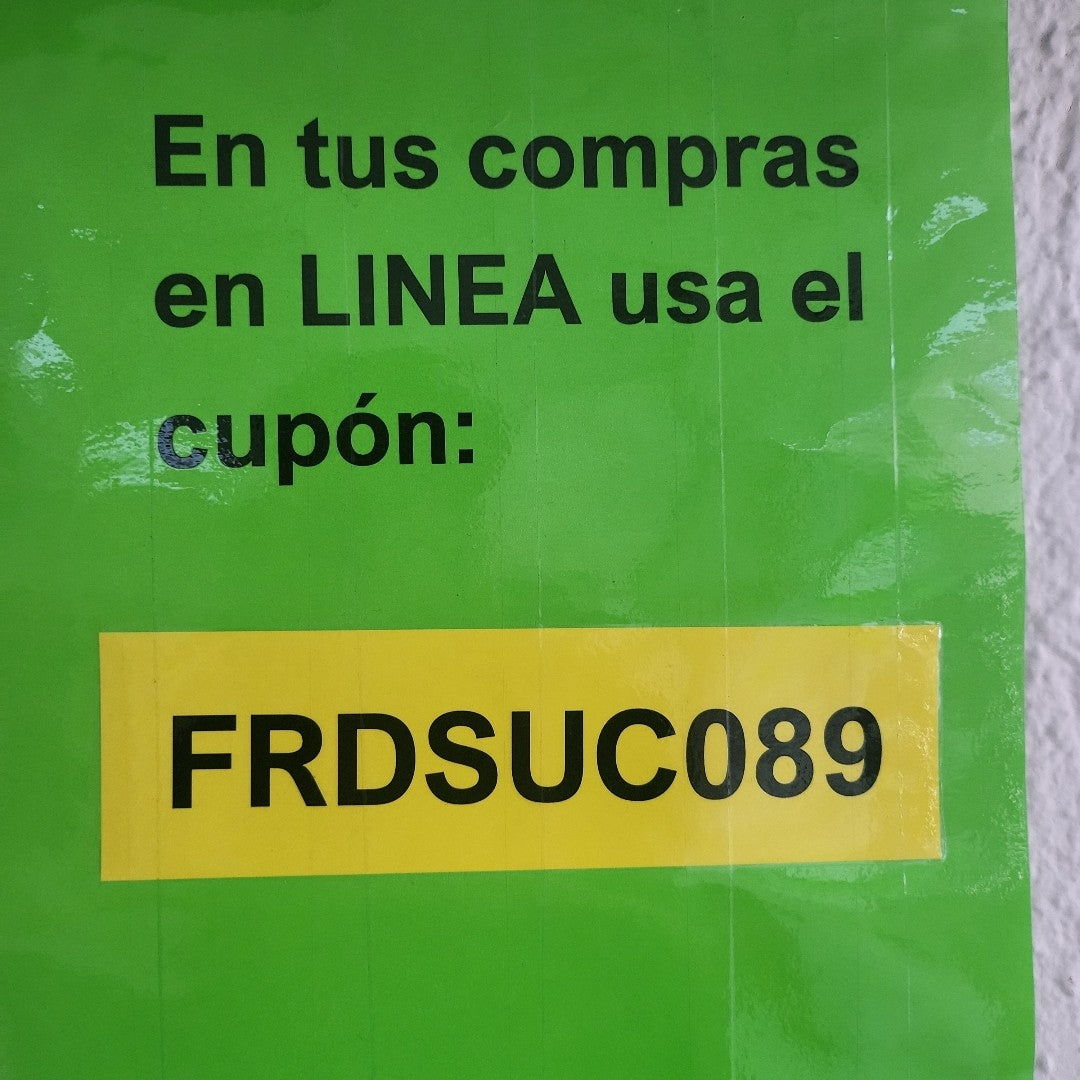 En tus compras
en LINEA usa el
cupón:
FRDSUC089